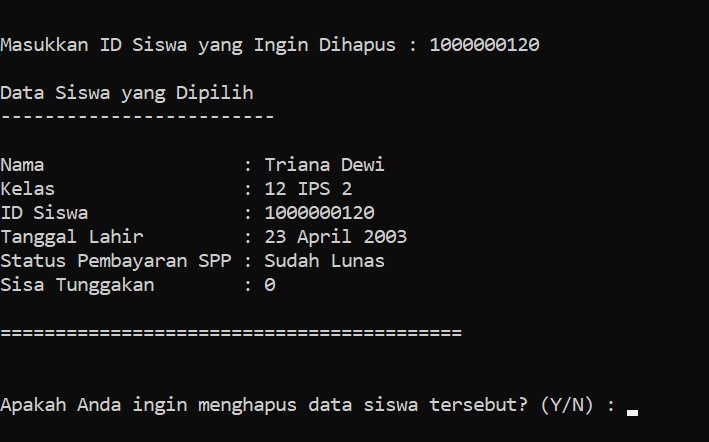 Masukkan ID Siswa yang Ingin Dihapus : 1000000120
Data Siswa yang Dipilih
-------------------------
Nama                  : Triana Dewi
Kelas                 : 12 IPS 2
ID Siswa              : 1000000120
Tanggal Lahir         : 23 April 2003
Status Pembayaran SPP : Sudah Lunas
Sisa Tunggakan        : 0
==========================================
Apakah Anda ingin menghapus data siswa tersebut? (Y/N) : _